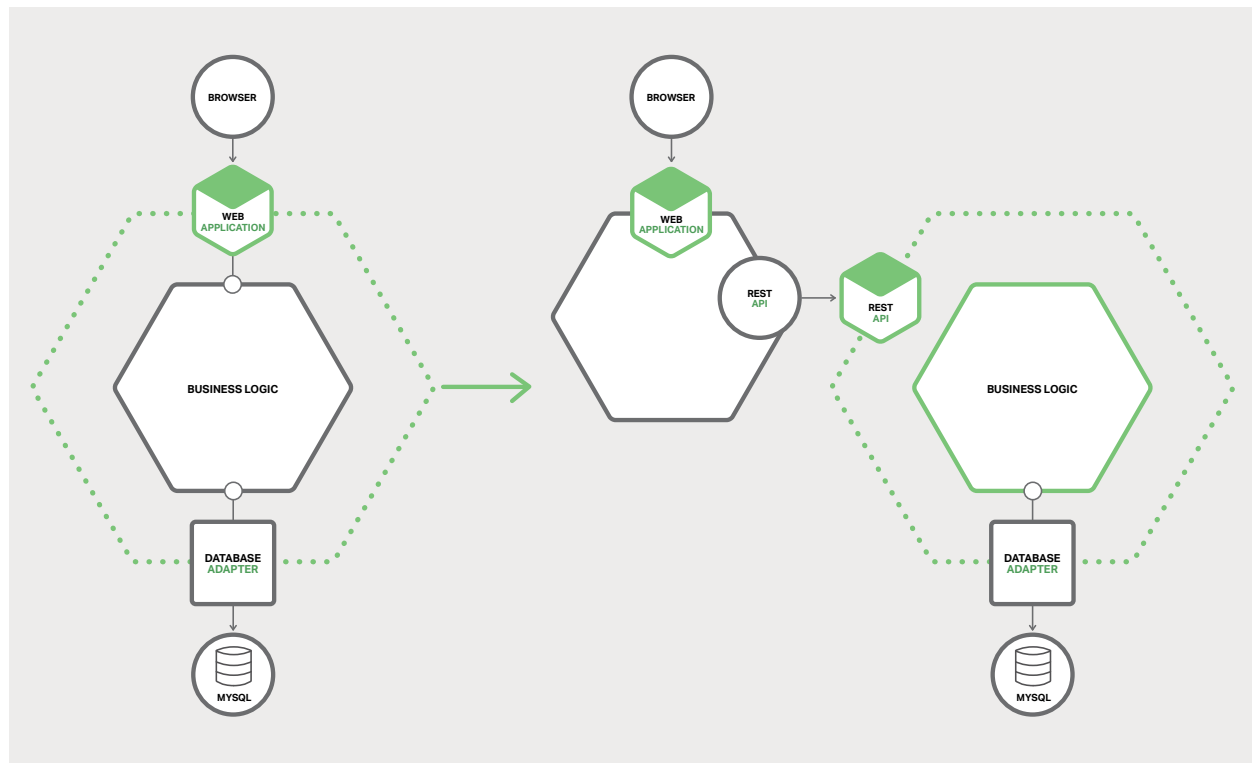 BROWSER
WEB
APPLICATION
BUSINESS LOGIC
DATABASE
ADAPTER
MYSQL
BROWSER
WEB
APPLICATION
REST
API
REST
API
BUSINESS LOGIC
DATABASE
ADAPTER
MYSQL